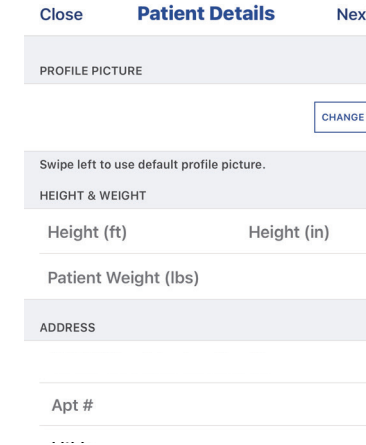 Close Patient Details Nex
PROFILE PICTURE
CHANGE
Swipe left to use default profile picture.
HEIGHT & WEIGHT
Height (ft) Height (in)
Patient Weight (lbs)
ADDRESS
Apt #